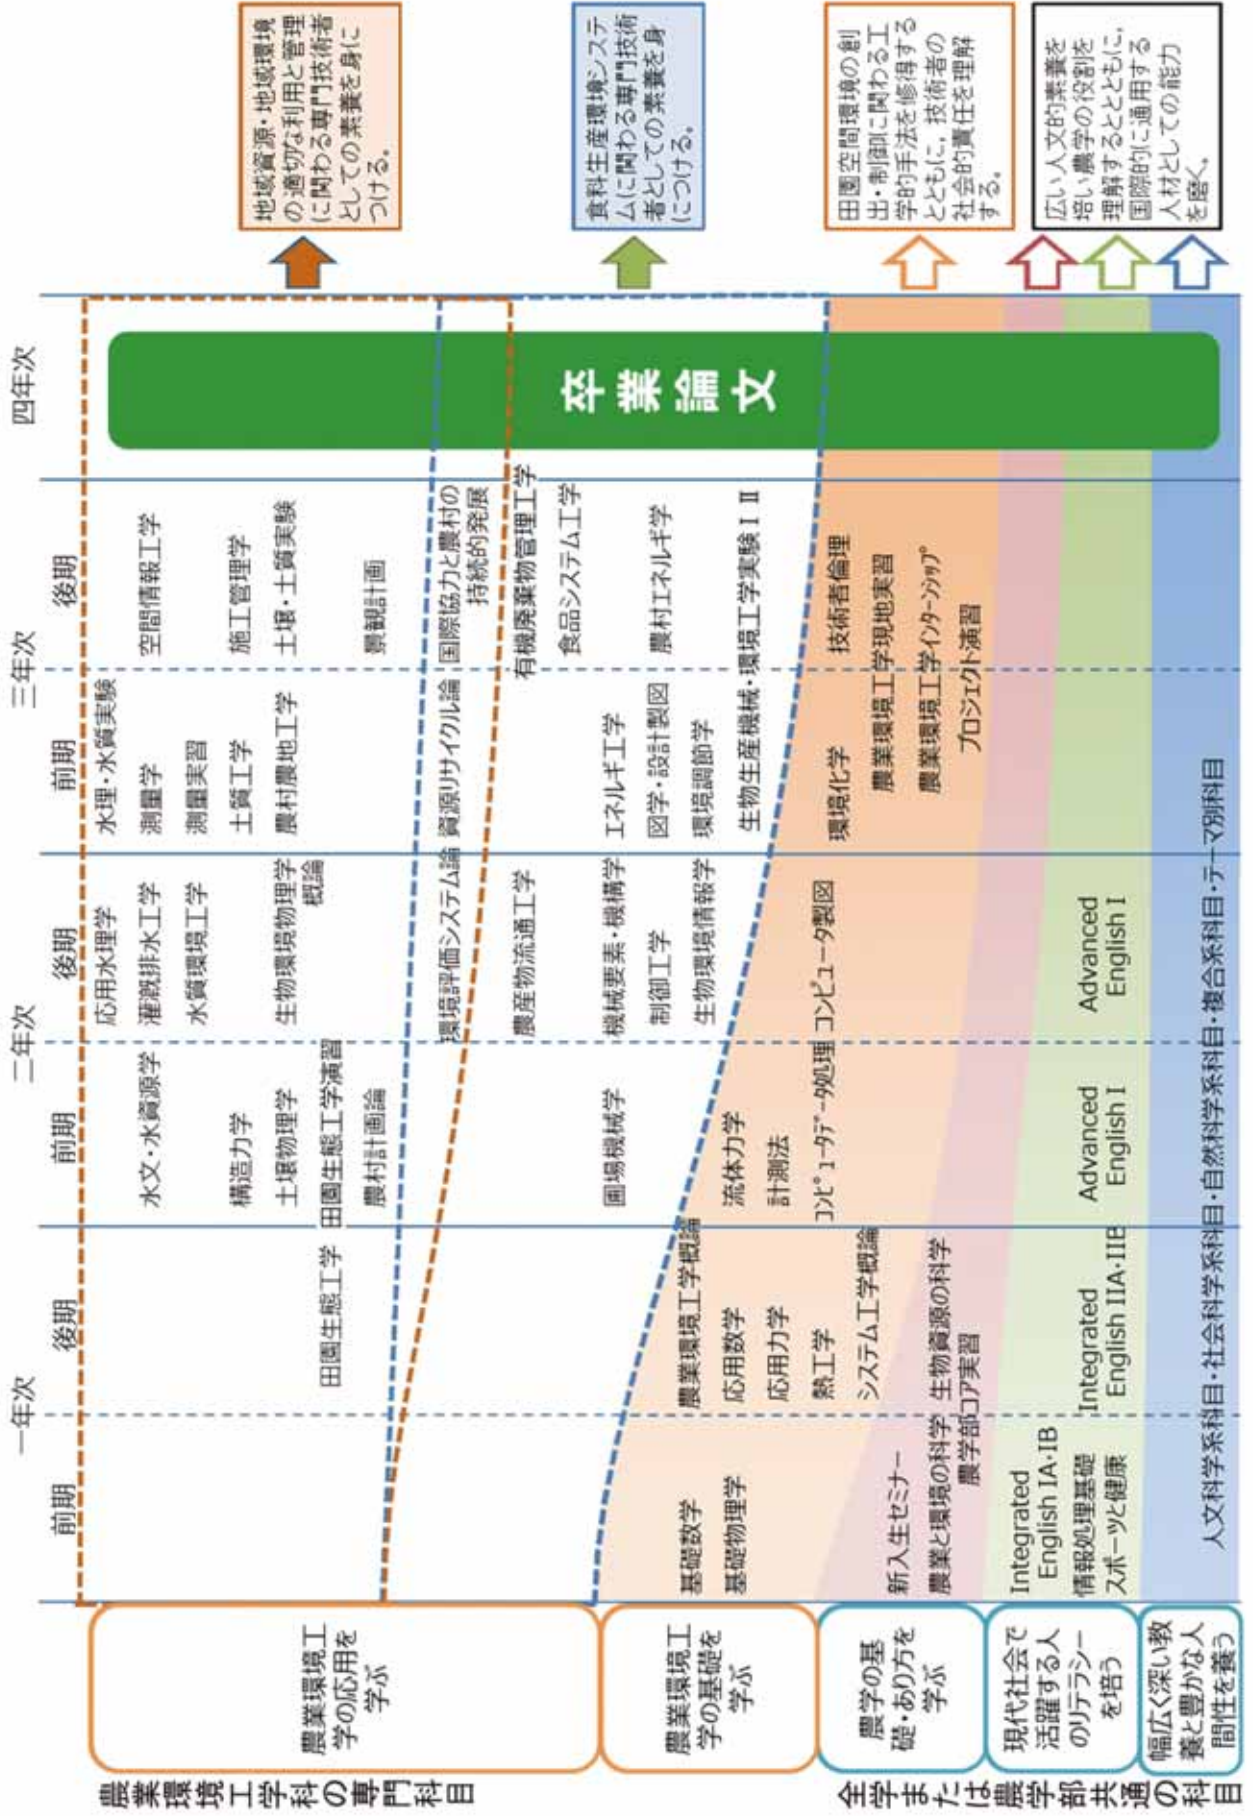 一年次
二年次
三年次
四年次
前期
後期
前期
後期
前期
後期
農業環境工学科の専門科目
農業環境工
学の応用を
学ぶ
水理・水質実験
応用水理学
水文・水資源学
灌漑排水工学
測量学
空間情報工学
水質環境工学
測量実習
構造力学
土質工学
施工管理学
土壌物理学
生物環境物理学
概論
農村農地工学
土壌・土質実験
田園生態工学
田園生態工学演習
農村計画論
景観計画
環境評価システム論
資源リサイクル論
国際協力と農村の
持続的発展
農産物流通工学
有機廃棄物管理工学
食品システム工学
圃場機械学
機械要素・機構学
エネルギ工学
制御工学
図学・設計製図
農村エネルギ学
生物環境情報学
環境調節学
生物生産機械・環境工学実験ⅠⅡ
農業環境工
学の基礎を
学ぶ
基礎数学
基礎物理学
農業環境工学概論
応用数学
応用力学
熱工学
システム工学概論
流体力学
計測法
コンピュータデータ処理
コンピュータ製図
環境化学
技術者倫理
農業環境工学現地実習
農業環境工学インターンシップ
プロジェクト演習
卒業論文
全学または農学部共通の科目
農学の基
礎・あり方を
学ぶ
新入生セミナー
農業と環境の科学
生物資源の科学
農学部コア実習
現代社会で
活躍する人
のリテラシー
を培う
Integrated
English IA・IB
情報処理基礎
スポーツと健康
Integrated
English IIA・IIB
Advanced
English I
Advanced
English I
幅広く深い教
養と豊かな人
間性を養う
人文科学系科目・社会科学系科目・自然科学系科目・複合系科目・テーマ別科目
地域資源・地域環境
の適切な利用と管理
に関わる専門技術者
としての素養を身に
つける。
食料生産環境システ
ムに関わる専門技術
者としての素養を身
につける。
田園空間環境の創
出・制御に関わる工
学的手法を修得する
とともに，技術者の
社会的責任を理解
する。
広い人文的素養を
培い農学の役割を
理解するととともに，
国際的に通用する
人材としての能力
を磨く。